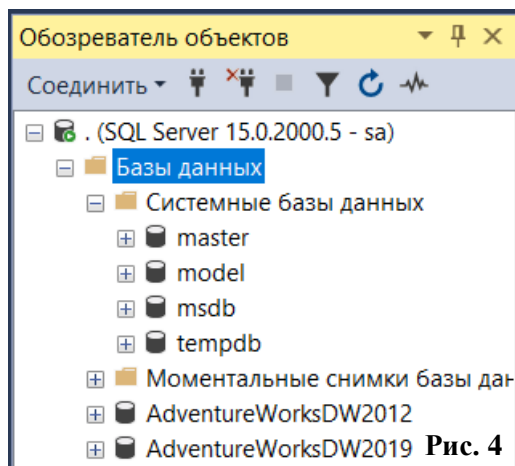 Обозреватель объектов
Соединить
. (SQL Server 15.0.2000.5 - sa)
Базы данных
Системные базы данных
master
model
msdb
tempdb
Моментальные снимки базы дан
AdventureWorksDW2012
AdventureWorksDW2019 Рис. 4